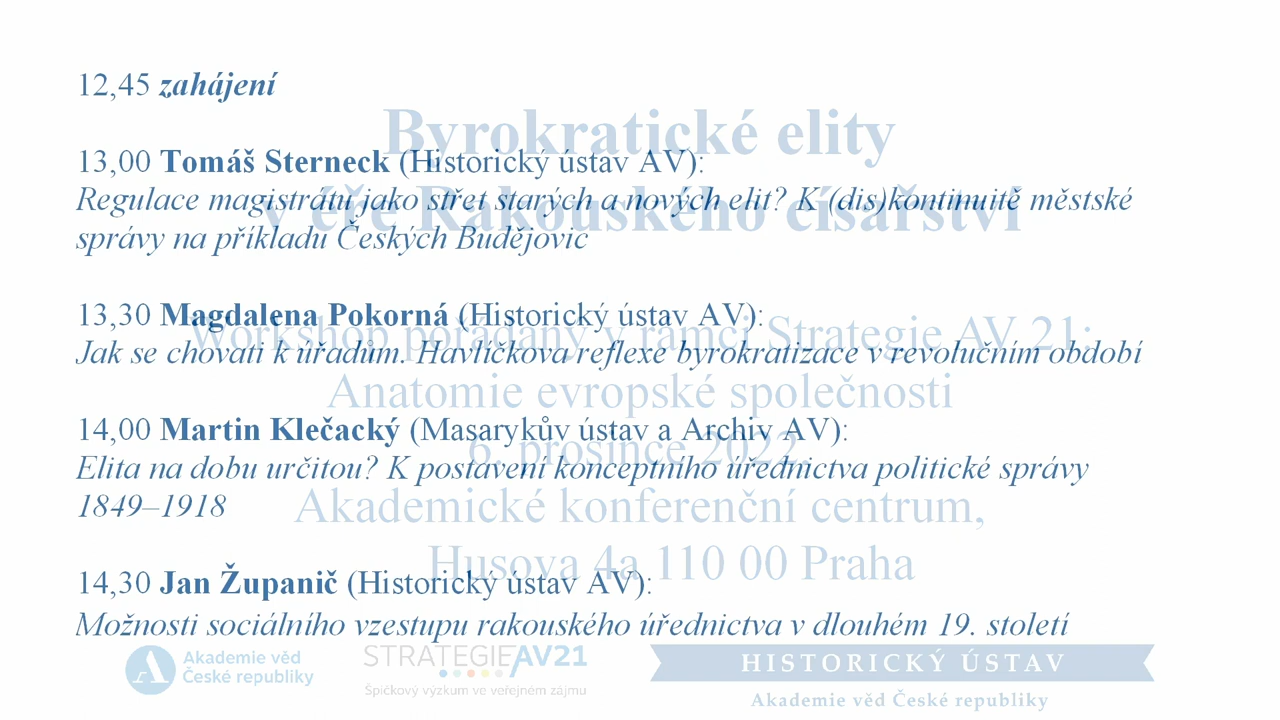 12,45 zahájení
13,00 Tomáš Sterneck (Historický ústav AV):
Regulace magistrátu jako střet starých a nových elit? K (dis)kontinuitě městské
správy na příkladu Českých Budějovic
13,30 Magdalena Pokorná (Historický ústav AV):
Jak se chovati k úřadům. Havlíčkova reflexe byrokratizace v revolučním období
14,00 Martin Klečacký (Masarykův ústav a Archiv AV):
Elita na dobu určitou? K postavení konceptního úřednictva politické správy
1849–1918
14,30 Jan Županič (Historický ústav AV):
Možnosti sociálního vzestupu rakouského úřednictva v dlouhém 19. století
Byrokratické elity
v éře Rakouského císařství
Workshop pořádaný v rámci Strategie AV 21:
Anatomie evropské společnosti
6. prosince 2022,
Akademické konferenční centrum,
Husova 4a 110 00 Praha
Akademie věd
České republiky
STRATEGIE AV21
Špičkový výzkum ve veřejném zájmu
HISTORICKÝ ÚSTAV
Akademie věd České republiky